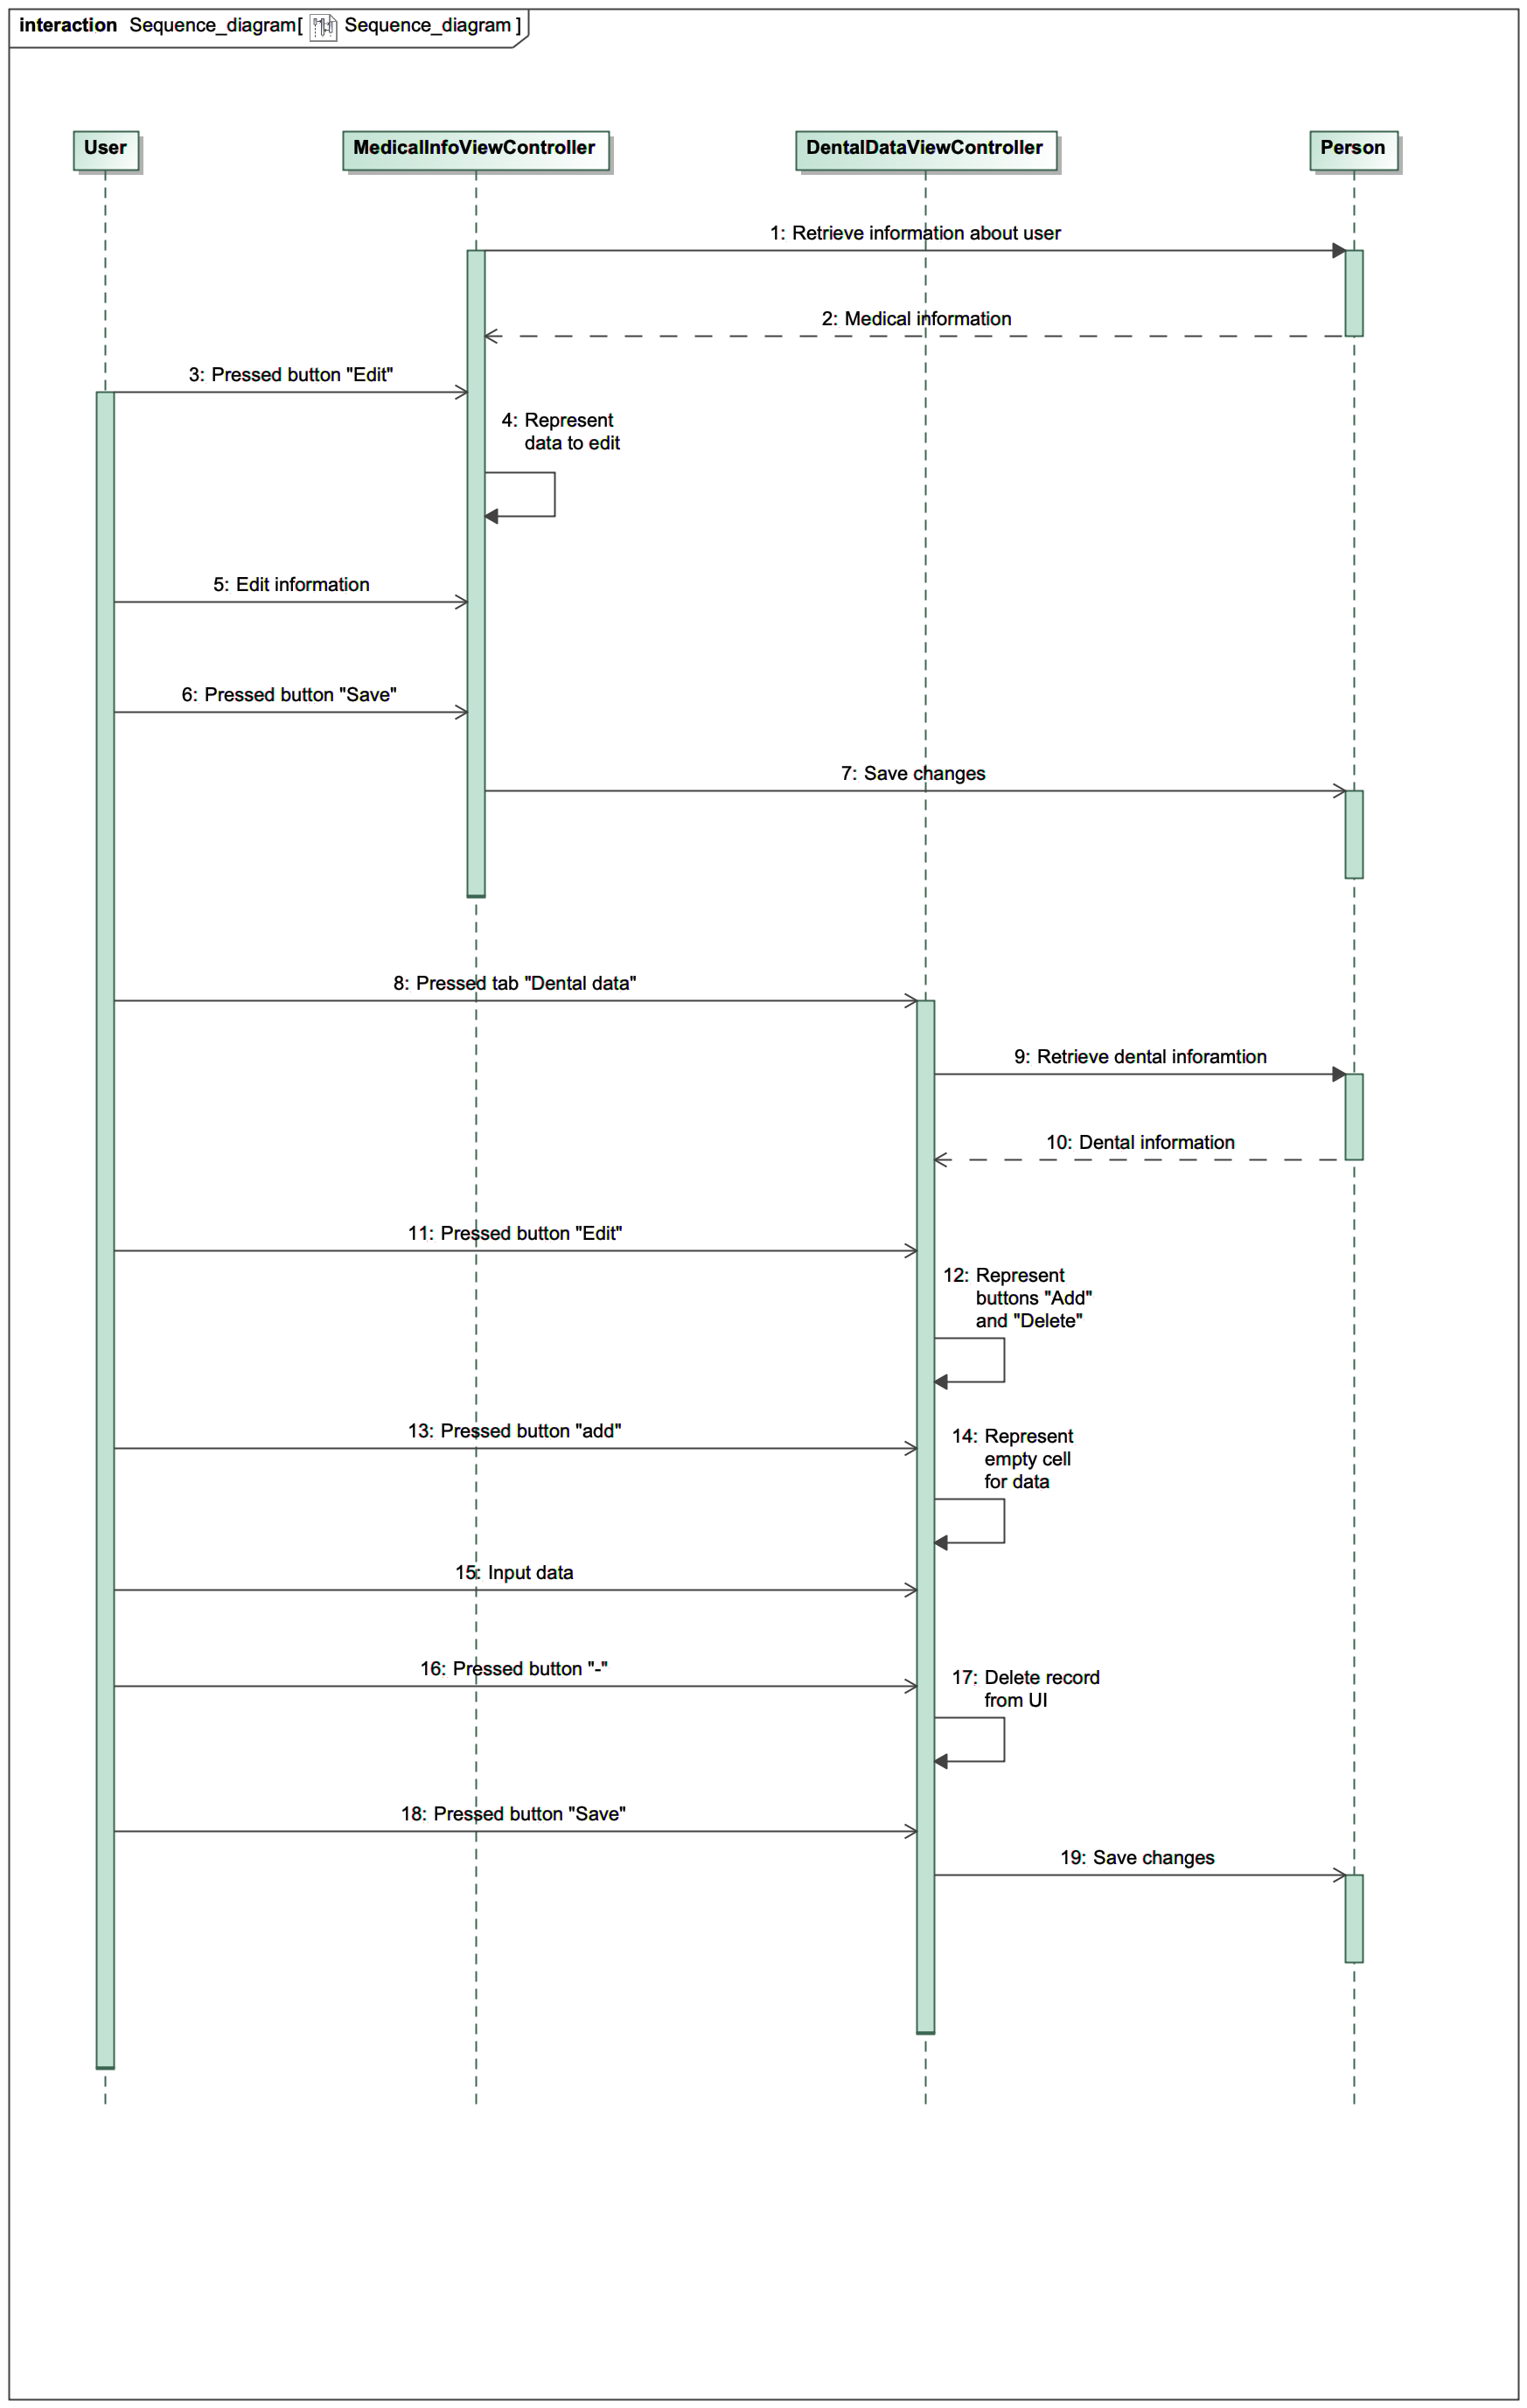 interaction Sequence_diagram[ Sequence_diagram ]
User
MedicalInfoViewController
DentalDataViewController
Person
1: Retrieve information about user
2: Medical information
3: Pressed button "Edit"
4: Represent
data to edit
5: Edit information
6: Pressed button "Save"
7: Save changes
8: Pressed tab "Dental data"
9: Retrieve dental inforamtion
10: Dental information
11: Pressed button "Edit"
12: Represent
buttons "Add"
and "Delete"
13: Pressed button "add"
14: Represent
empty cell
for data
15: Input data
16: Pressed button "-"
17: Delete record
from UI
18: Pressed button "Save"
19: Save changes